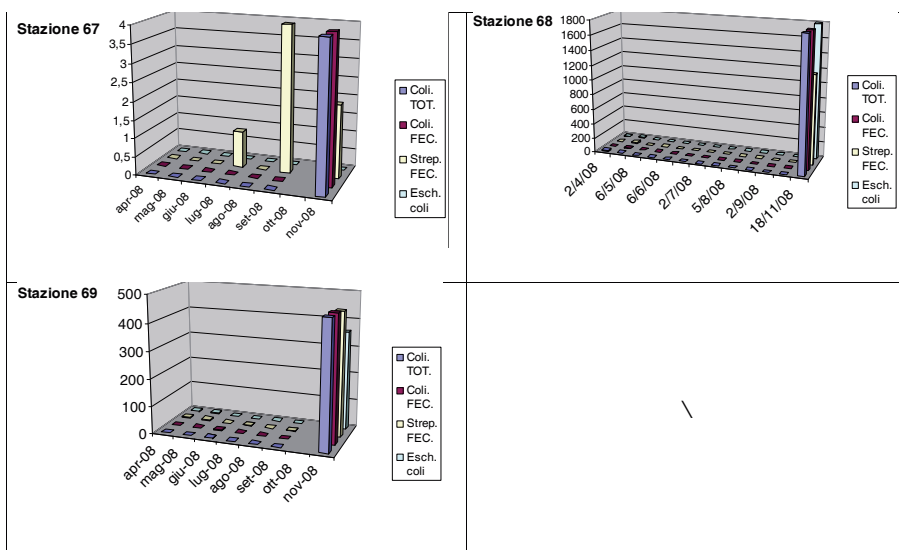 Stazione 67
4
3,5
3
2,5
2
1,5
1
0,5
0
apr-08
mag-08
giu-08
lug-08
ago-08
set-08
ott-08
nov-08
Coli.
TOT.
Coli.
FEC.
Strep.
FEC.
Esch.
coli
Stazione 68
1800
1600
1400
1200
1000
800
600
400
200
0
2/4/08
6/5/08
6/6/08
2/7/08
5/8/08
2/9/08
18/11/08
Coli.
TOT.
Coli.
FEC.
Strep.
FEC.
Esch.
coli
Stazione 69
500
400
300
200
100
0
apr-08
mag-08
giu-08
lug-08
ago-08
set-08
ott-08
nov-08
Coli.
TOT.
Coli.
FEC.
Strep.
FEC.
Esch.
coli
\